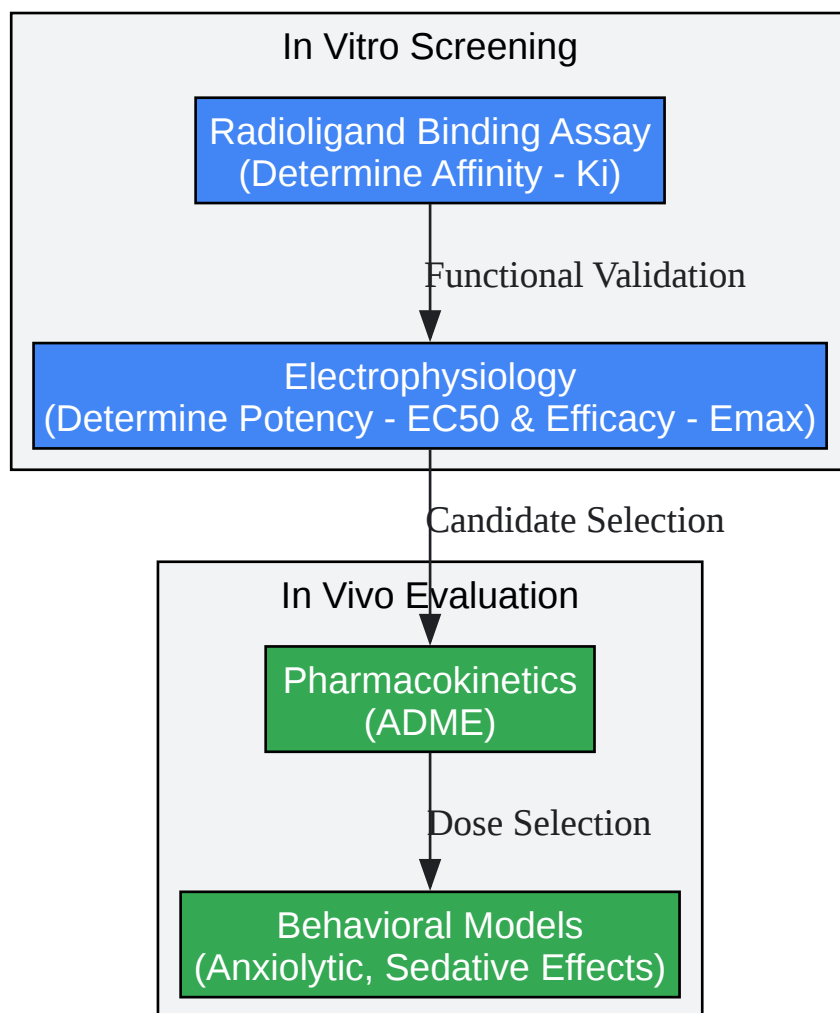 In Vitro Screening
Radioligand Binding Assay
(Determine Affinity - Ki)
Functional Validation
Electrophysiology
(Determine Potency - EC50 & Efficacy - Emax)
Candidate Selection
In Vivo Evaluation
Pharmacokinetics
(ADME)
Dose Selection
Behavioral Models
(Anxiolytic, Sedative Effects)